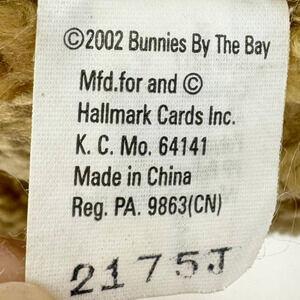 ©2002 Bunnies By The Bay
Mfd.for and ©
Hallmark Cards Inc.
K. C. Mo. 64141
Made in China
Reg. PA. 9863(CN)
2175J